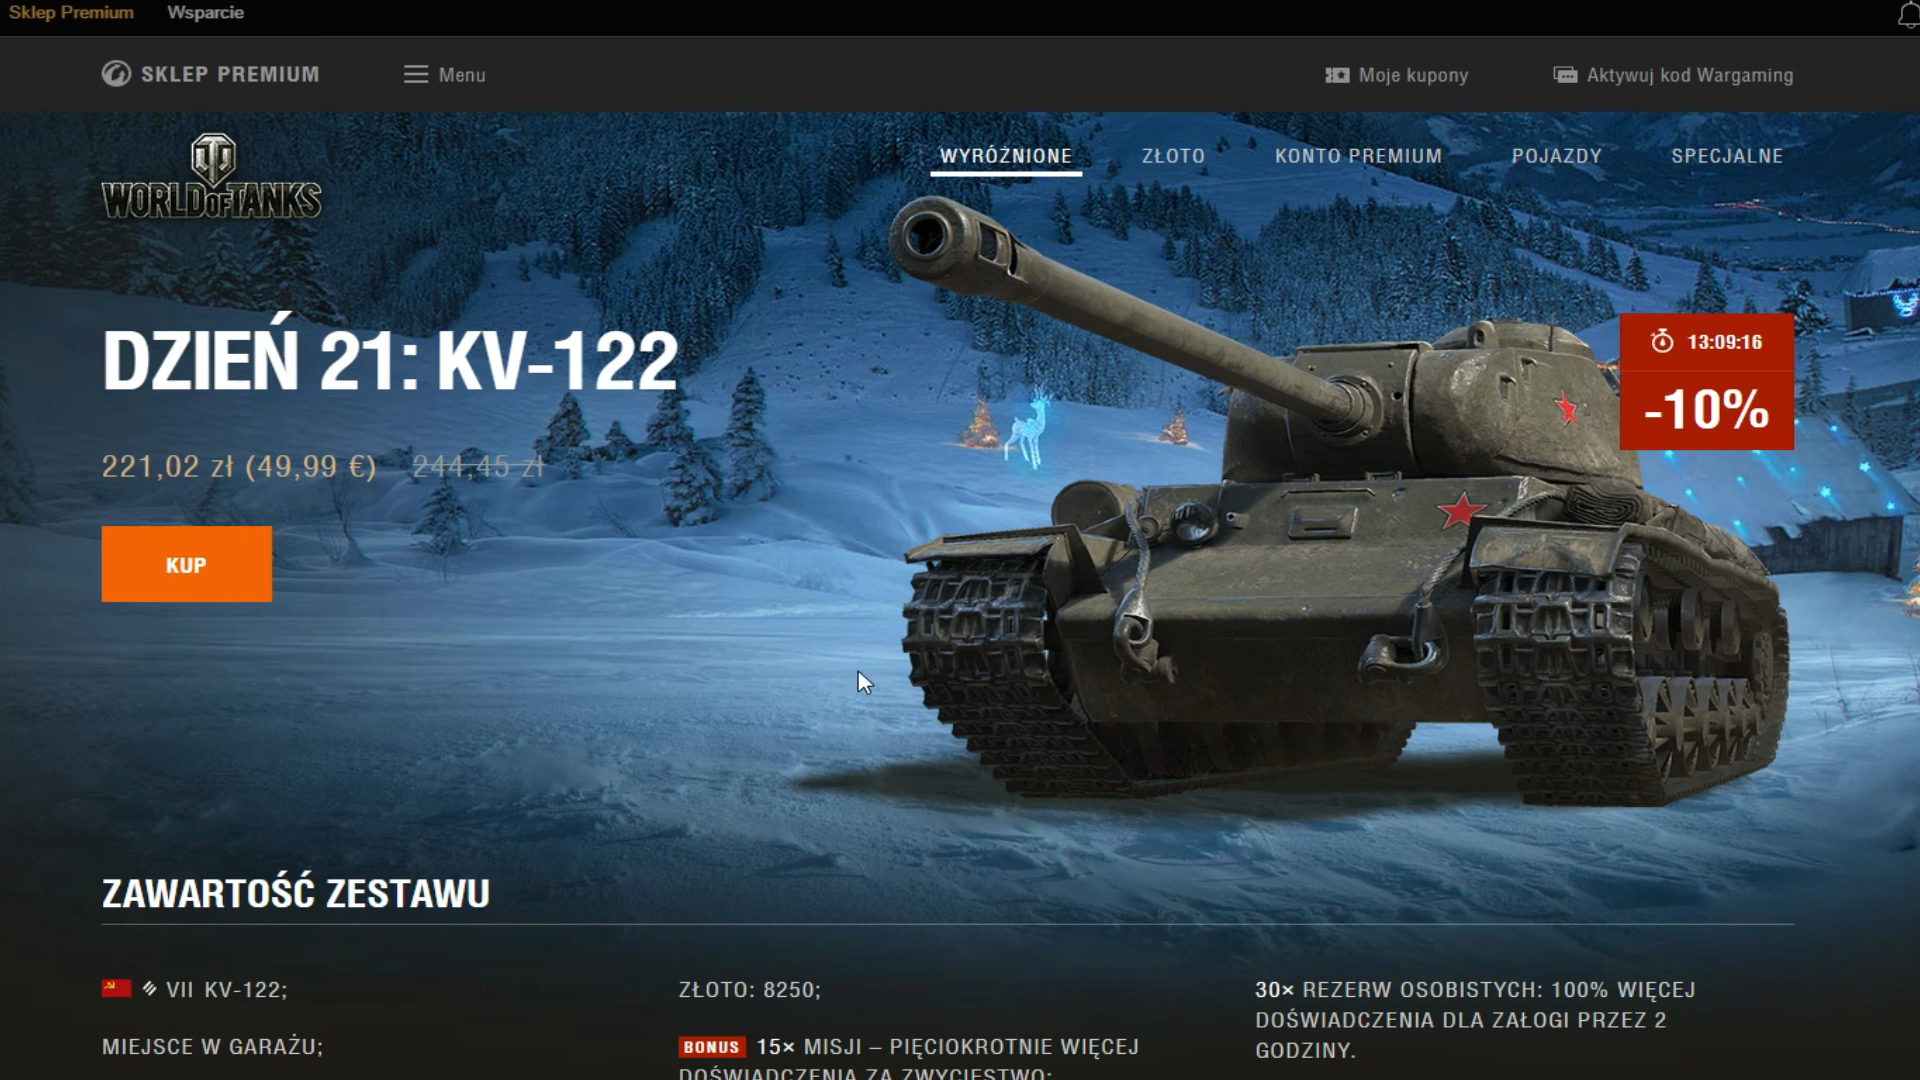 Sklep Premium Wsparcie
SKLEP PREMIUM Menu Moje kupony Aktywuj kod Wargaming
WORLD OF TANKS
WYRÓŻNIONE ZŁOTO KONTO PREMIUM POJAZDY SPECJALNE
DZIEŃ 21: KV-122
13:09:16
-10%
221,02 zł (49,99 €) 244,45 zł
KUP
ZAWARTOŚĆ ZESTAWU
VII KV-122;
MIEJSCE W GARAŻU;
ZŁOTO: 8250;
BONUS 15× MISJI – PIĘCIOKROTNIE WIĘCEJ
DOŚWIADCZENIA ZA ZWYCIĘSTWO;
30× REZERW OSOBISTYCH: 100% WIĘCEJ
DOŚWIADCZENIA DLA ZAŁOGI PRZEZ 2
GODZINY.